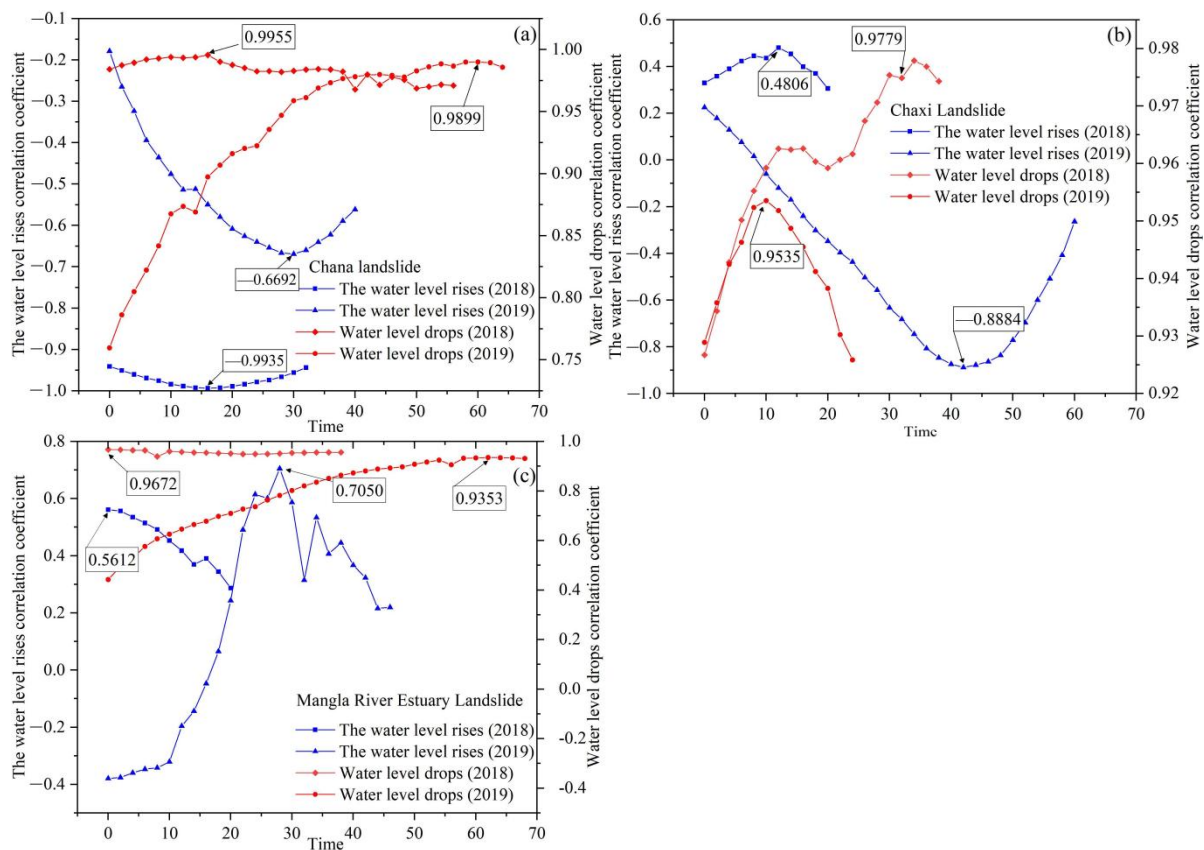 (a)
The water level rises correlation coefficient
−0.1
−0.2
−0.3
−0.4
−0.5
−0.6
−0.7
−0.8
−0.9
−1.0
0.9955
0.9899
—0.6692
—0.9935
Chana landslide
The water level rises (2018)
The water level rises (2019)
Water level drops (2018)
Water level drops (2019)
1.00
0.95
0.90
0.85
0.80
0.75
Water level drops correlation coefficient
0 10 20 30 40 50 60 70
Time
(b)
The water level rises correlation coefficient
0.6
0.4
0.2
0.0
−0.2
−0.4
−0.6
−0.8
−1.0
0.9779
0.4806
0.9535
—0.8884
Chaxi Landslide
The water level rises (2018)
The water level rises (2019)
Water level drops (2018)
Water level drops (2019)
0.98
0.97
0.96
0.95
0.94
0.93
0.92
Water level drops correlation coefficient
0 10 20 30 40 50 60 70
Time
(c)
The water level rises correlation coefficient
0.8
0.6
0.4
0.2
0.0
−0.2
−0.4
0.9672
0.5612
0.7050
0.9353
Mangla River Estuary Landslide
The water level rises (2018)
The water level rises (2019)
Water level drops (2018)
Water level drops (2019)
1.0
0.8
0.6
0.4
0.2
0.0
-0.2
-0.4
Water level drops correlation coefficient
0 10 20 30 40 50 60 70
Time